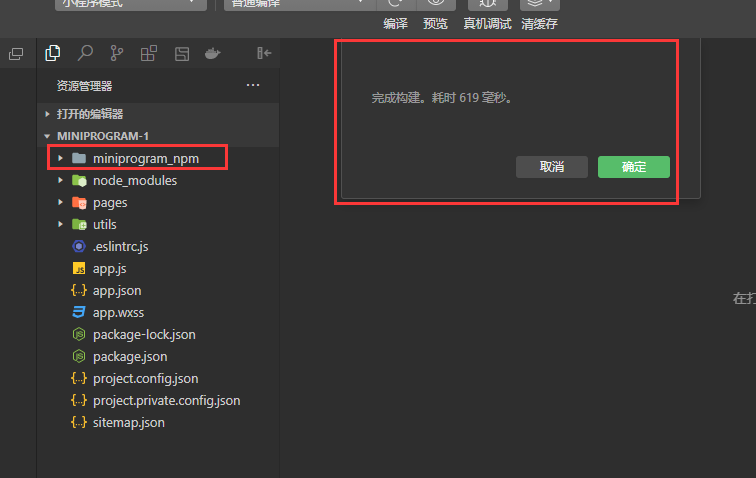 小程序模式
普通编译
编译
预览
真机调试
清缓存
资源管理器
打开的编辑器
MINIPROGRAM-1
miniprogram_npm
node_modules
pages
utils
.eslintrc.js
JS app.js
{..} app.json
app.wxss
package-lock.json
package.json
{..} project.config.json
{..} project.private.config.json
{..} sitemap.json
完成构建。耗时 619 毫秒。
取消
确定
在打